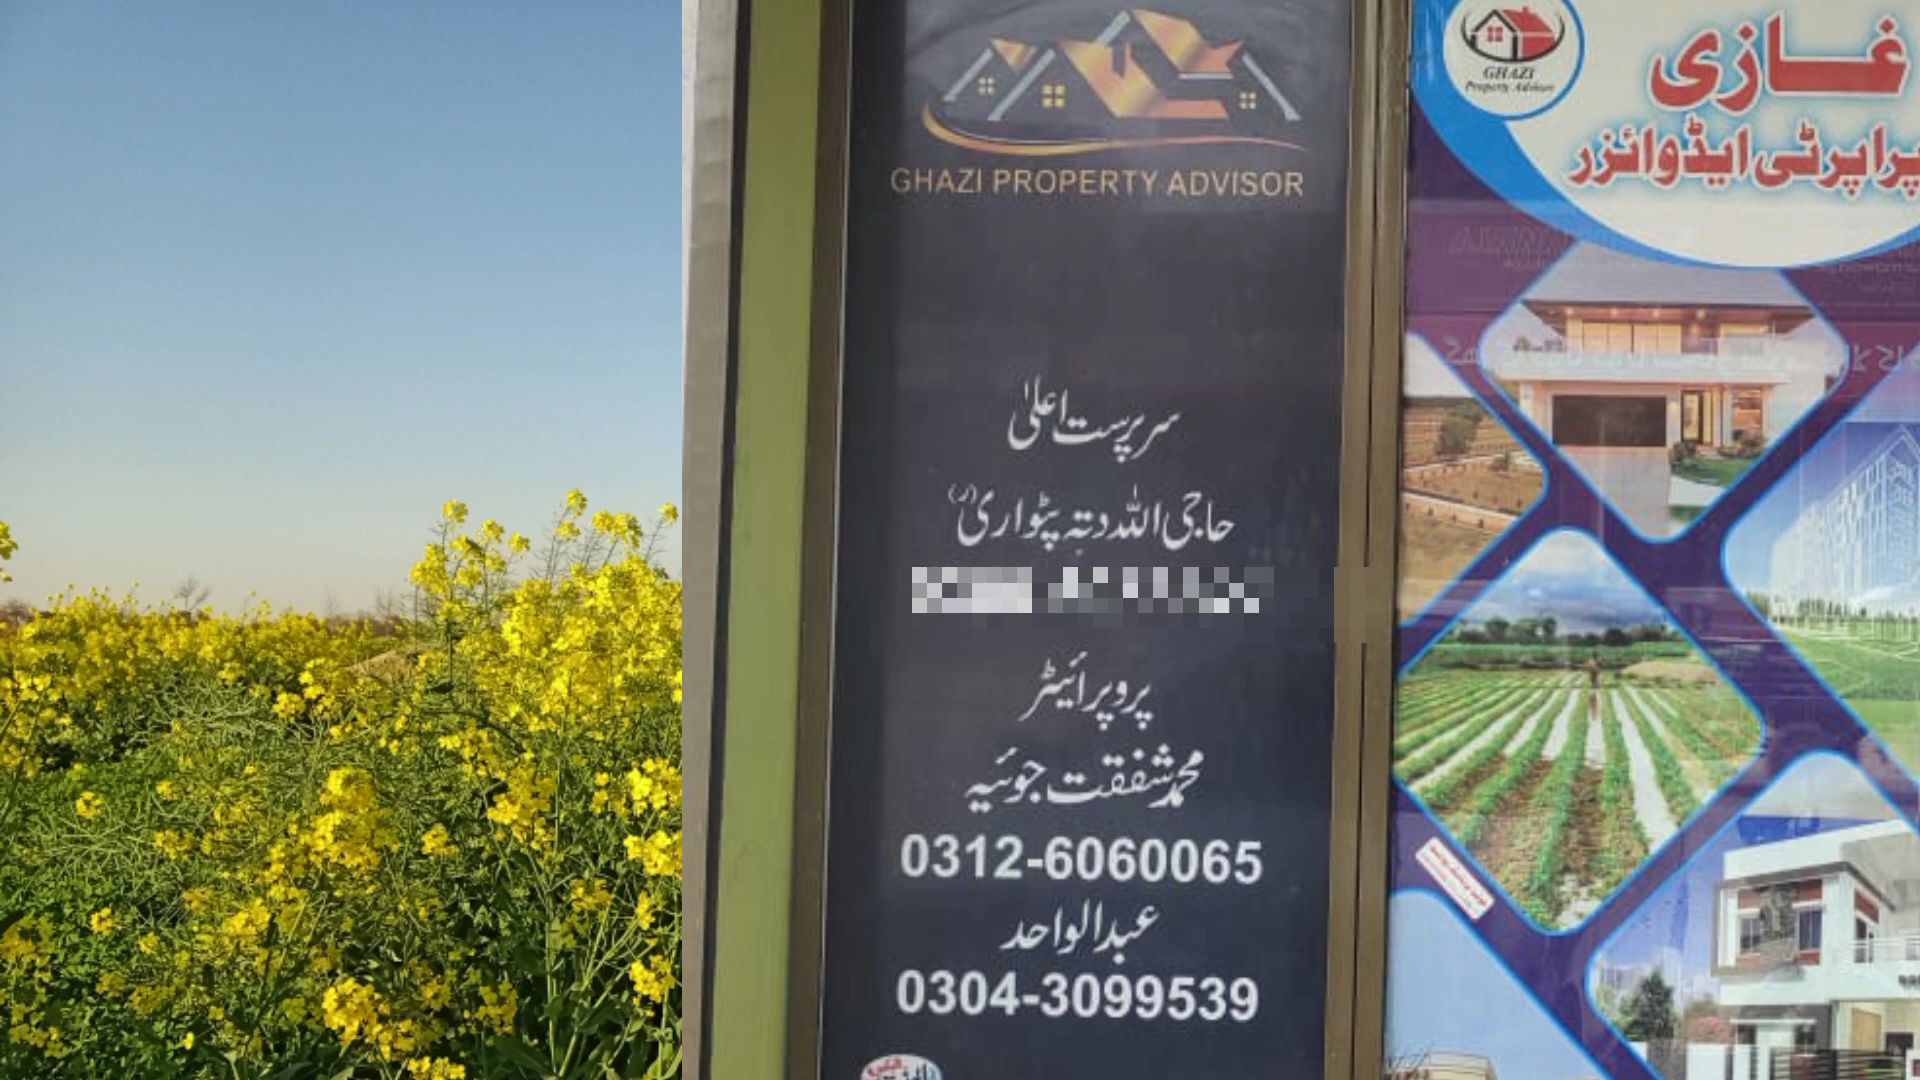 GHAZI PROPERTY ADVISOR
سرپرست اعلیٰ
حاجی اللہ دتہ پٹواری(ر)
پروپرائیٹر
محمد شفقت جوئیہ
0312-6060065
عبدالواحد
0304-3099539
GHAZI
Property Advisor
غازی
پراپرٹی ایڈوائزر